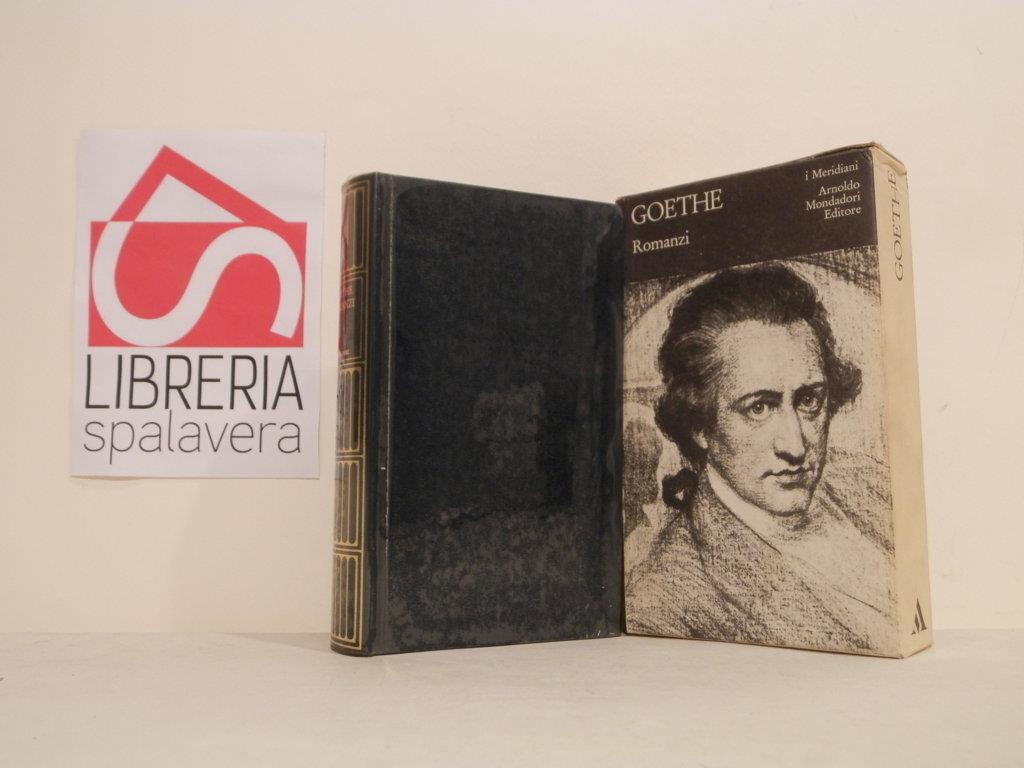 LIBRERIA
spalavera
GOETHE
Romanzi
i Meridiani
Arnoldo
Mondadori
Editore
GOETHE